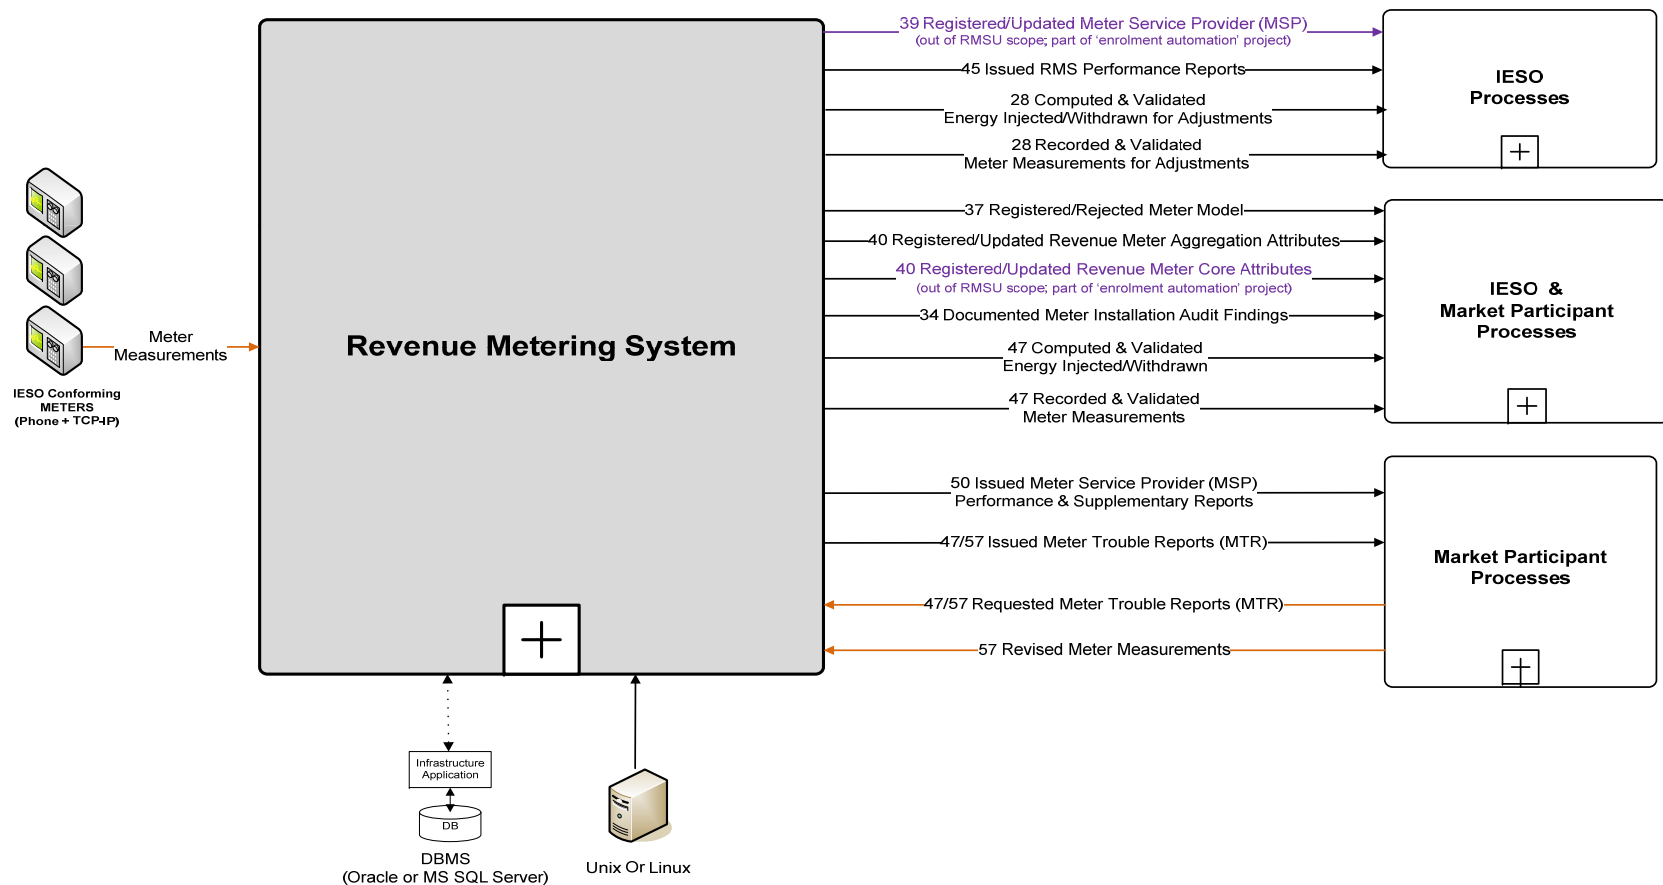 39 Registered/Updated Meter Service Provider (MSP)
(out of RMSU scope; part of ‘enrolment automation’ project)
45 Issued RMS Performance Reports
28 Computed & Validated
Energy Injected/Withdrawn for Adjustments
28 Recorded & Validated
Meter Measurements for Adjustments
IESO
Processes
37 Registered/Rejected Meter Model
40 Registered/Updated Revenue Meter Aggregation Attributes
40 Registered/Updated Revenue Meter Core Attributes
(out of RMSU scope; part of ‘enrolment automation’ project)
34 Documented Meter Installation Audit Findings
47 Computed & Validated
Energy Injected/Withdrawn
47 Recorded & Validated
Meter Measurements
IESO &
Market Participant
Processes
Meter
Measurements
IESO Conforming
METERS
(Phone + TCP-IP)
Revenue Metering System
50 Issued Meter Service Provider (MSP)
Performance & Supplementary Reports
47/57 Issued Meter Trouble Reports (MTR)
47/57 Requested Meter Trouble Reports (MTR)
57 Revised Meter Measurements
Market Participant
Processes
Infrastructure
Application
DB
DBMS
(Oracle or MS SQL Server)
Unix Or Linux